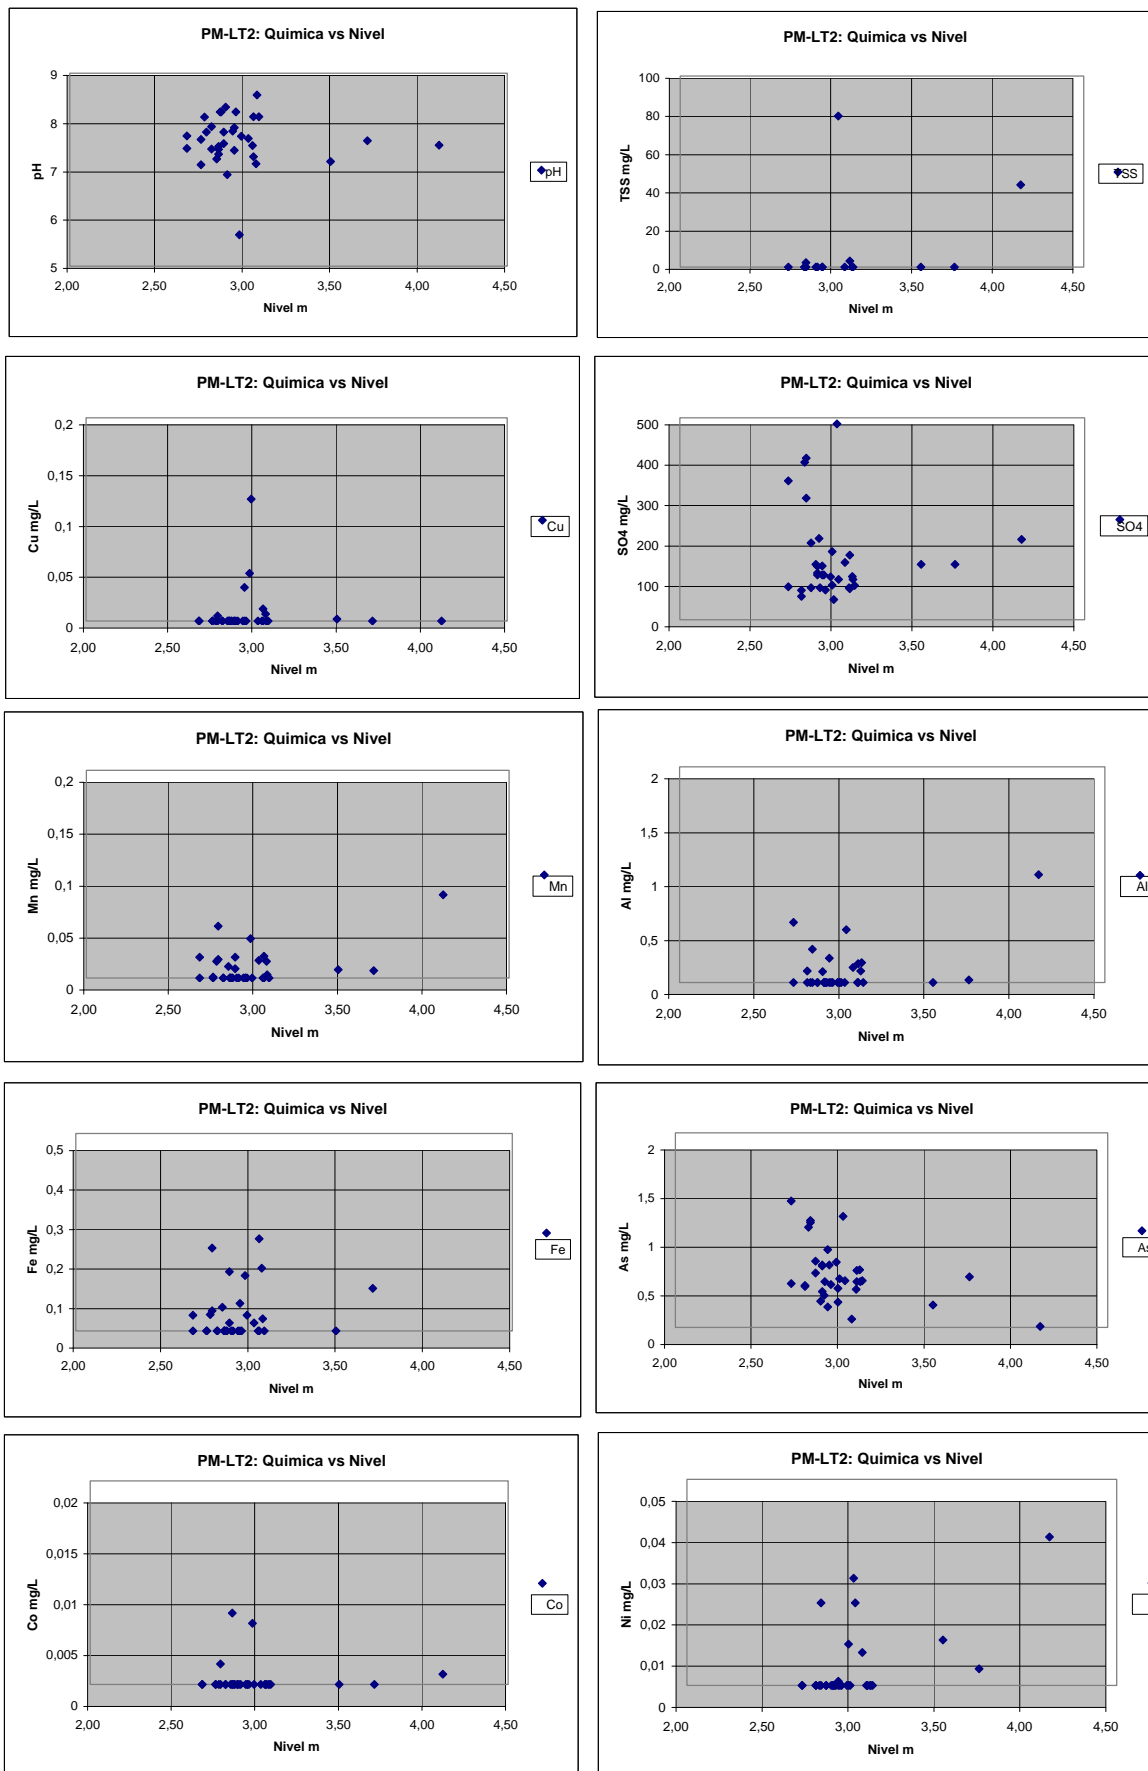 PM-LT2: Quimica vs Nivel
9
8
7
6
5
pH
2,00 2,50 3,00 3,50 4,00 4,50
Nivel m
pH
PM-LT2: Quimica vs Nivel
100
80
60
40
20
0
TSS mg/L
2,00 2,50 3,00 3,50 4,00 4,50
Nivel m
TSS
PM-LT2: Quimica vs Nivel
0,2
0,15
0,1
0,05
0
Cu mg/L
2,00 2,50 3,00 3,50 4,00 4,50
Nivel m
Cu
PM-LT2: Quimica vs Nivel
500
400
300
200
100
0
SO4 mg/L
2,00 2,50 3,00 3,50 4,00 4,50
Nivel m
SO4
PM-LT2: Quimica vs Nivel
0,2
0,15
0,1
0,05
0
Mn mg/L
2,00 2,50 3,00 3,50 4,00 4,50
Nivel m
Mn
PM-LT2: Quimica vs Nivel
2
1,5
1
0,5
0
Al mg/L
2,00 2,50 3,00 3,50 4,00 4,50
Nivel m
Al
PM-LT2: Quimica vs Nivel
0,5
0,4
0,3
0,2
0,1
0
Fe mg/L
2,00 2,50 3,00 3,50 4,00 4,50
Nivel m
Fe
PM-LT2: Quimica vs Nivel
2
1,5
1
0,5
0
As mg/L
2,00 2,50 3,00 3,50 4,00 4,50
Nivel m
As
PM-LT2: Quimica vs Nivel
0,02
0,015
0,01
0,005
0
Co mg/L
2,00 2,50 3,00 3,50 4,00 4,50
Nivel m
Co
PM-LT2: Quimica vs Nivel
0,05
0,04
0,03
0,02
0,01
0
Ni mg/L
2,00 2,50 3,00 3,50 4,00 4,50
Nivel m